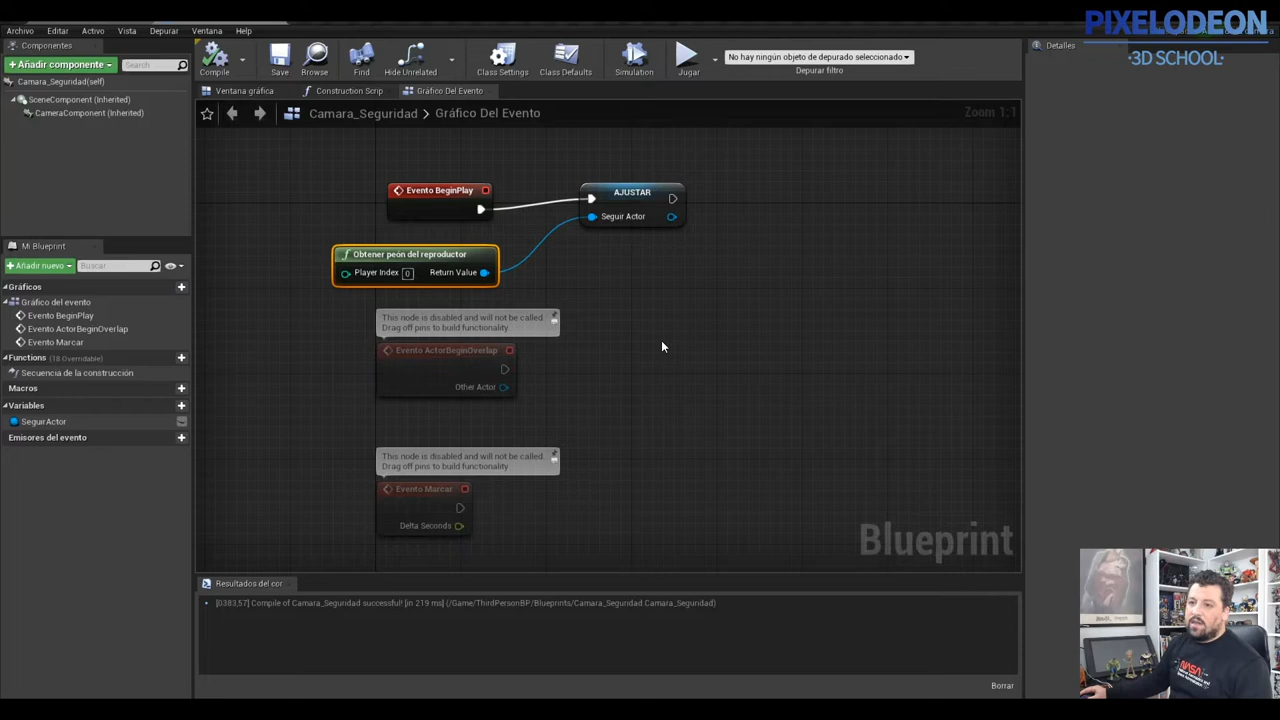 PIXELODEON
3D SCHOOL
Archivo Editar Activo Vista Depurar Ventana Help
Componentes
Añadir componente
Search
Camara_Seguridad(self)
SceneComponent (Inherited)
CameraComponent (Inherited)
Compile Save Browse Find Hide Unrelated Class Settings Class Defaults Simulation Jugar
No hay ningún objeto de depurado seleccionado
Depurar filtro
Detalles
Ventana gráfica
Construction Scrip
Gráfico Del Evento
Camara_Seguridad > Gráfico Del Evento
Zoom 1:1
Evento BeginPlay
AJUSTAR
Seguir Actor
Obtener peón del reproductor
Player Index 0 Return Value
This node is disabled and will not be called.
Drag off pins to build functionality.
Evento ActorBeginOverlap
Other Actor
This node is disabled and will not be called.
Drag off pins to build functionality.
Evento Marcar
Delta Seconds
Blueprint
Mi Blueprint
Añadir nuevo
Buscar
Gráficos
Gráfico del evento
Evento BeginPlay
Evento ActorBeginOverlap
Evento Marcar
Functions (18 Overridable)
Secuencia de la construcción
Macros
Variables
SeguirActor
Emisores del evento
Resultados del cor
[0383,57] Compile of Camara_Seguridad successful! [in 219 ms] (/Game/ThirdPersonBP/Blueprints/Camara_Seguridad.Camara_Seguridad)
Borrar
NASA